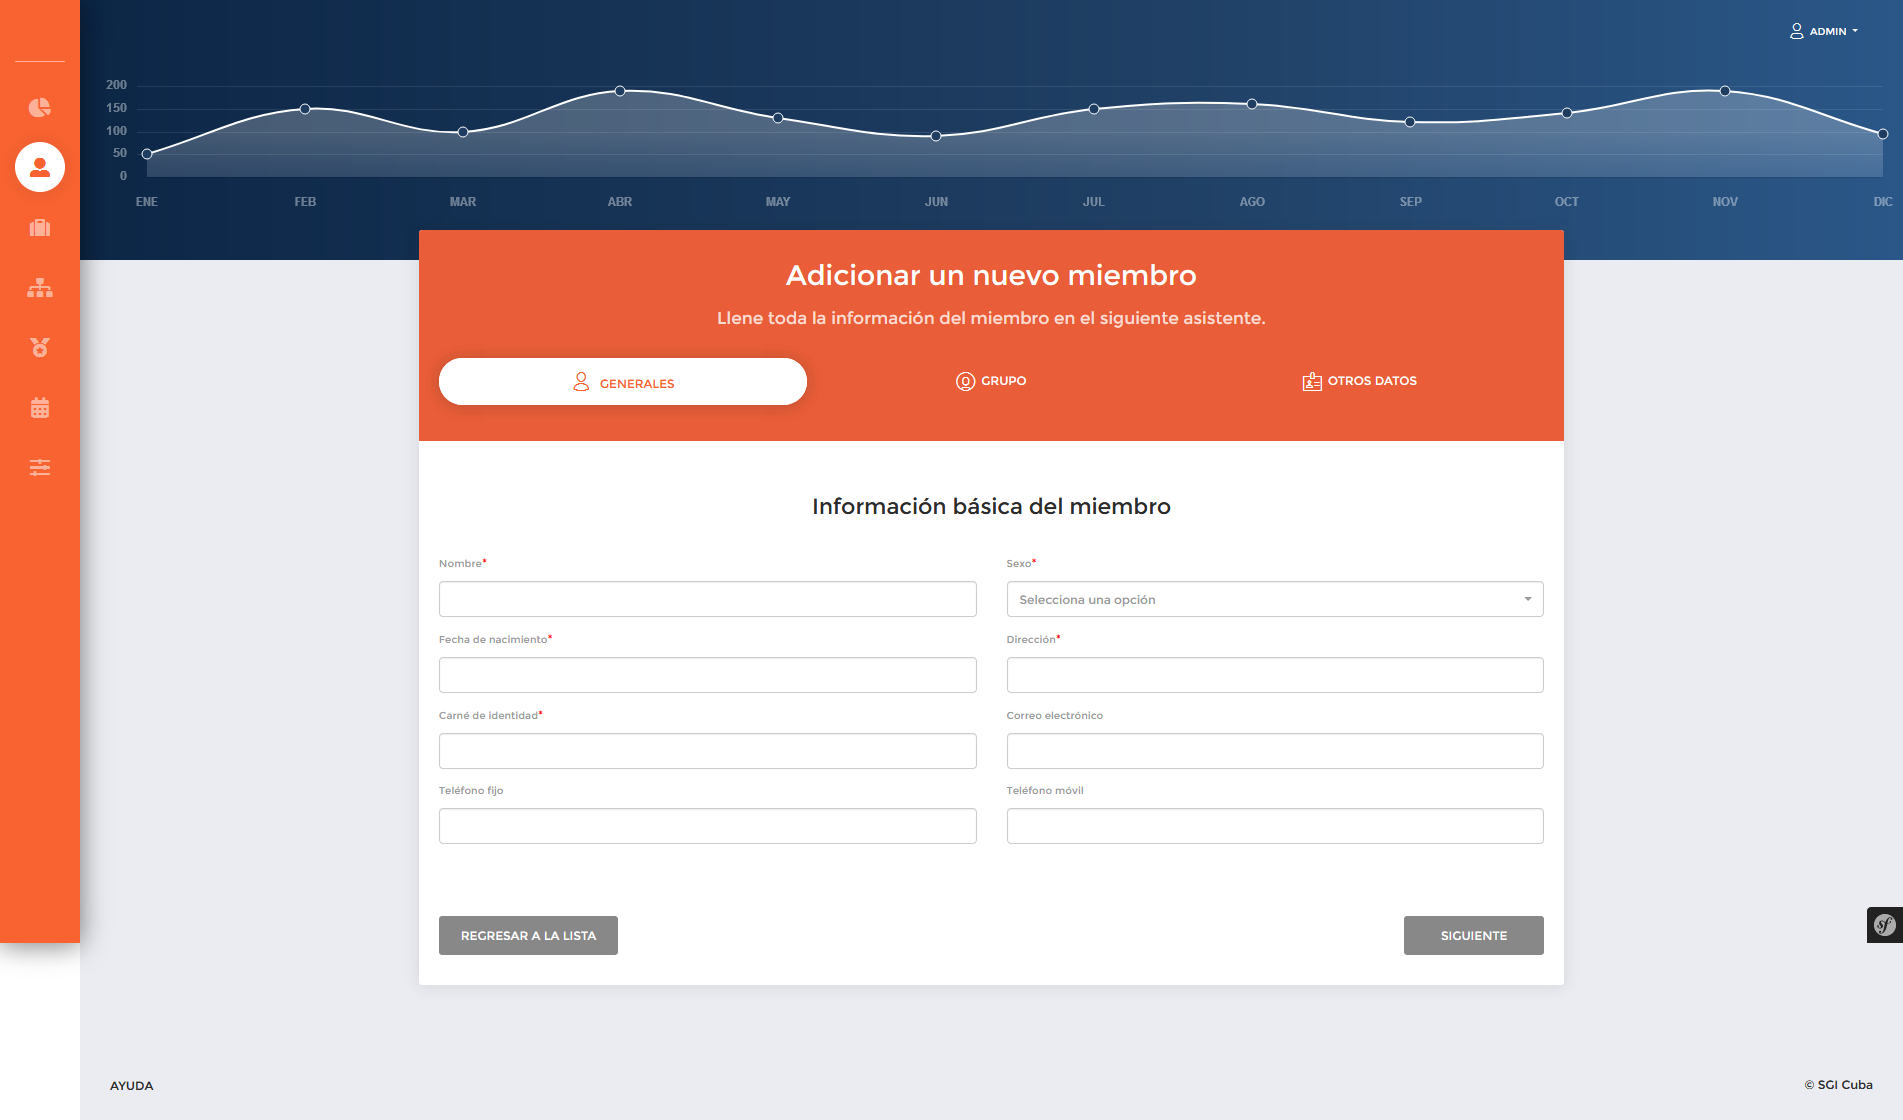 ADMIN
200
150
100
50
0
ENE FEB MAR ABR MAY JUN JUL AGO SEP OCT NOV DIC
Adicionar un nuevo miembro
Llene toda la información del miembro en el siguiente asistente.
GENERALES GRUPO OTROS DATOS
Información básica del miembro
Nombre* Sexo*
Selecciona una opción
Fecha de nacimiento* Dirección*
Carné de identidad* Correo electrónico
Teléfono fijo Teléfono móvil
REGRESAR A LA LISTA SIGUIENTE
sf
AYUDA © SGI Cuba